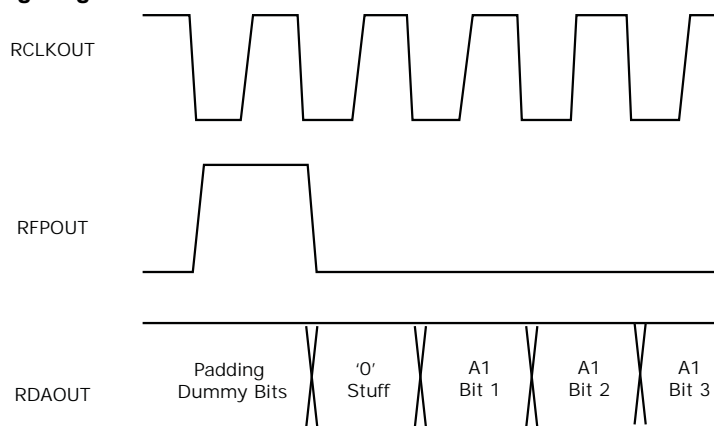 RCLKOUT
RFPOUT
RDAOUT
Padding
Dummy Bits
'0'
Stuff
A1
Bit 1
A1
Bit 2
A1
Bit 3